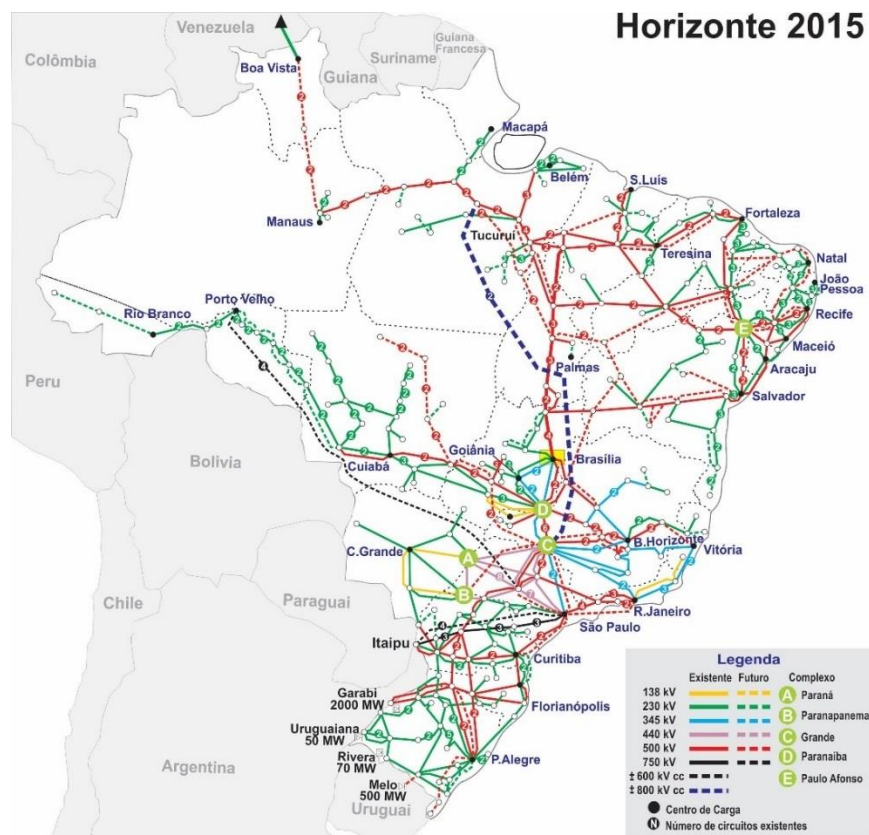 Horizonte 2015
Venezuela
Colômbia
Suriname
Guiana
Francesa
Guiana
Boa Vista
Macapá
Belém
S.Luís
Manaus
Tucuruí
Fortaleza
Teresina
Natal
João
Pessoa
Recife
Rio Branco
Porto Velho
E
Maceió
Aracaju
Palmas
Salvador
Peru
Bolívia
Cuiabá
Goiânia
Brasília
D
C.Grande
A
C
B.Horizonte
Vitória
B
Chile
Paraguai
R.Janeiro
São Paulo
Itaipu
Curitiba
Garabi
2000 MW
Florianópolis
Uruguaiana
50 MW
Rivera
70 MW
P.Alegre
Melo
500 MW
Argentina
Uruguai
Legenda
Existente Futuro Complexo
138 kV A Paraná
230 kV
345 kV B Paranapanema
440 kV C Grande
500 kV D Paranaíba
750 kV
± 600 kV cc E Paulo Afonso
± 800 kV cc
Centro de Carga
N Número de circuitos existentes